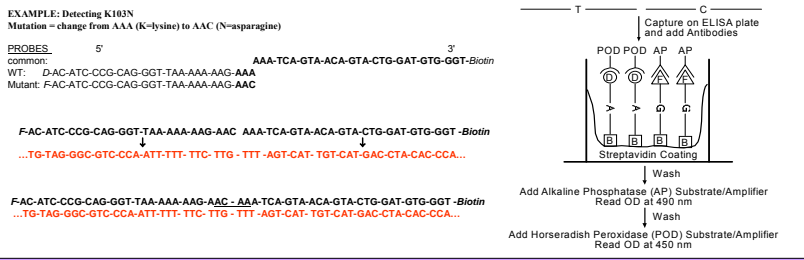 EXAMPLE: Detecting K103N
Mutation = change from AAA (K=lysine) to AAC (N=asparagine)
PROBES 5' 3'
common: AAA-TCA-GTA-ACA-GTA-CTG-GAT-GTG-GGT-Biotin
WT: D-AC-ATC-CCG-CAG-GGT-TAA-AAA-AAG-AAA
Mutant: F-AC-ATC-CCG-CAG-GGT-TAA-AAA-AAG-AAC
F-AC-ATC-CCG-CAG-GGT-TAA-AAA-AAG-AAC AAA-TCA-GTA-ACA-GTA-CTG-GAT-GTG-GGT -Biotin
...TG-TAG-GGC-GTC-CCA-ATT-TTT- TTC- TTG - TTT -AGT-CAT- TGT-CAT-GAC-CTA-CAC-CCA...
F-AC-ATC-CCG-CAG-GGT-TAA-AAA-AAG-AAC - AAA-TCA-GTA-ACA-GTA-CTG-GAT-GTG-GGT -Biotin
...TG-TAG-GGC-GTC-CCA-ATT-TTT- TTC- TTG - TTT -AGT-CAT- TGT-CAT-GAC-CTA-CAC-CCA...
T C
Capture on ELISA plate
and add Antibodies
POD POD AP AP
D D F F
A A G G
B B B B
Streptavidin Coating
Wash
Add Alkaline Phosphatase (AP) Substrate/Amplifier
Read OD at 490 nm
Wash
Add Horseradish Peroxidase (POD) Substrate/Amplifier
Read OD at 450 nm